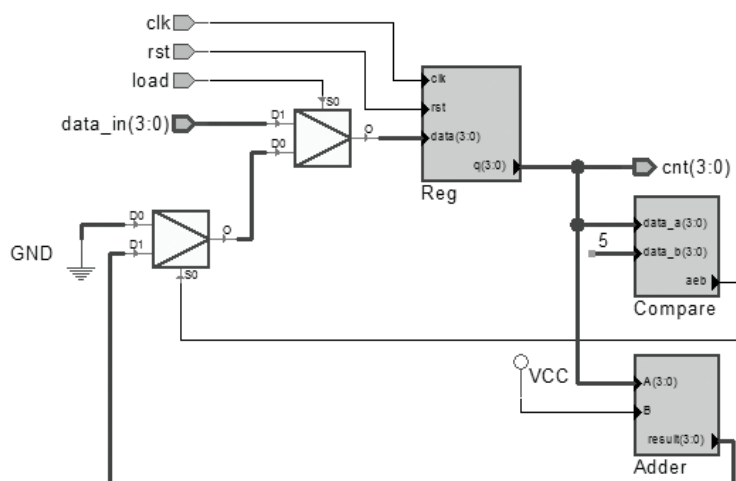 clk
rst
load
data_in(3:0)
D1
S0
D0
O
clk
rst
data(3:0)
q(3:0)
Reg
cnt(3:0)
GND
D0
D1
O
S0
data_a(3:0)
5
data_b(3:0)
aeb
Compare
VCC
A(3:0)
B
result(3:0)
Adder